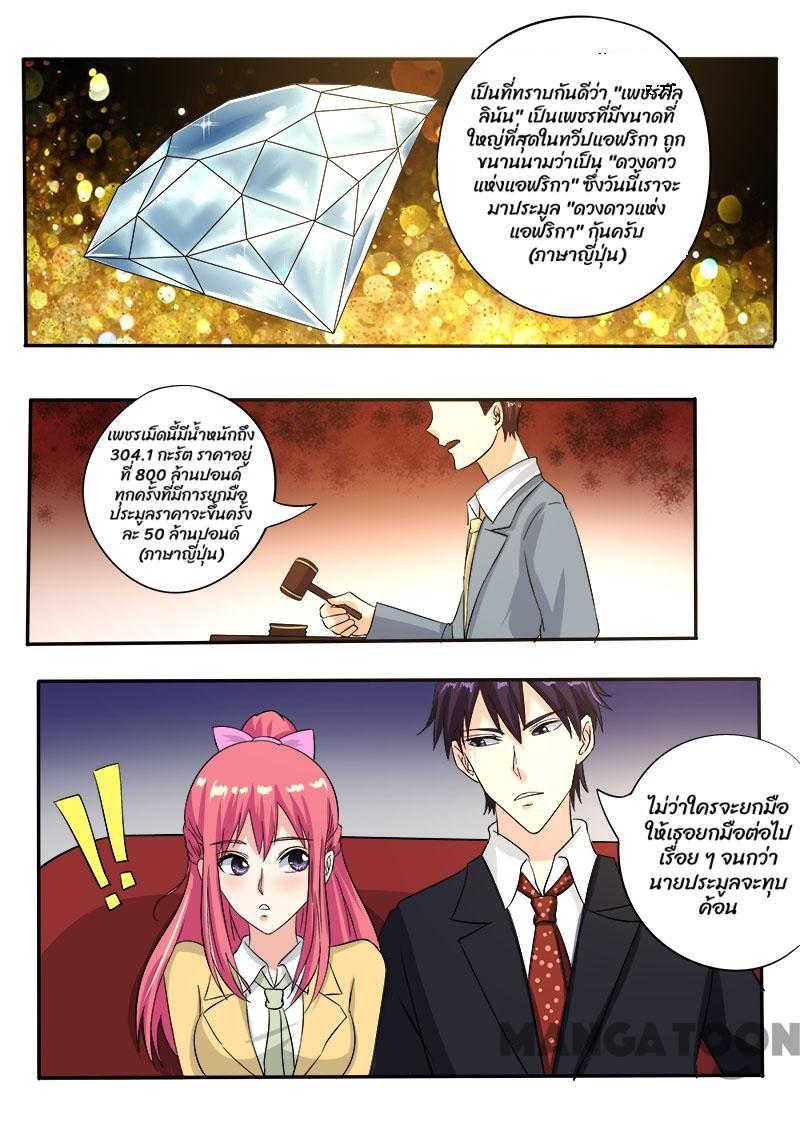 เป็นที่ทราบกันดีว่า "เพชรคัล
ลินัน" เป็นเพชรที่มีขนาดที่
ใหญ่ที่สุดในทวีปแอฟริกา ถูก
ขนานนามว่าเป็น "ดวงดาว
แห่งแอฟริกา" ซึ่งวันนี้เราจะ
มาประมูล "ดวงดาวแห่ง
แอฟริกา" กันครับ
(ภาษาญี่ปุ่น)
เพชรเม็ดนี้มีน้ำหนักถึง
304.1 กะรัต ราคาอยู่
ที่ 800 ล้านปอนด์
ทุกครั้งที่มีการยกมือ
ประมูลราคาจะขึ้นครั้ง
ละ 50 ล้านปอนด์
(ภาษาญี่ปุ่น)
!!
ไม่ว่าใครจะยกมือ
ให้เธอยกมือต่อไป
เรื่อย ๆ จนกว่า
นายประมูลจะทุบ
ค้อน
MANGATOON